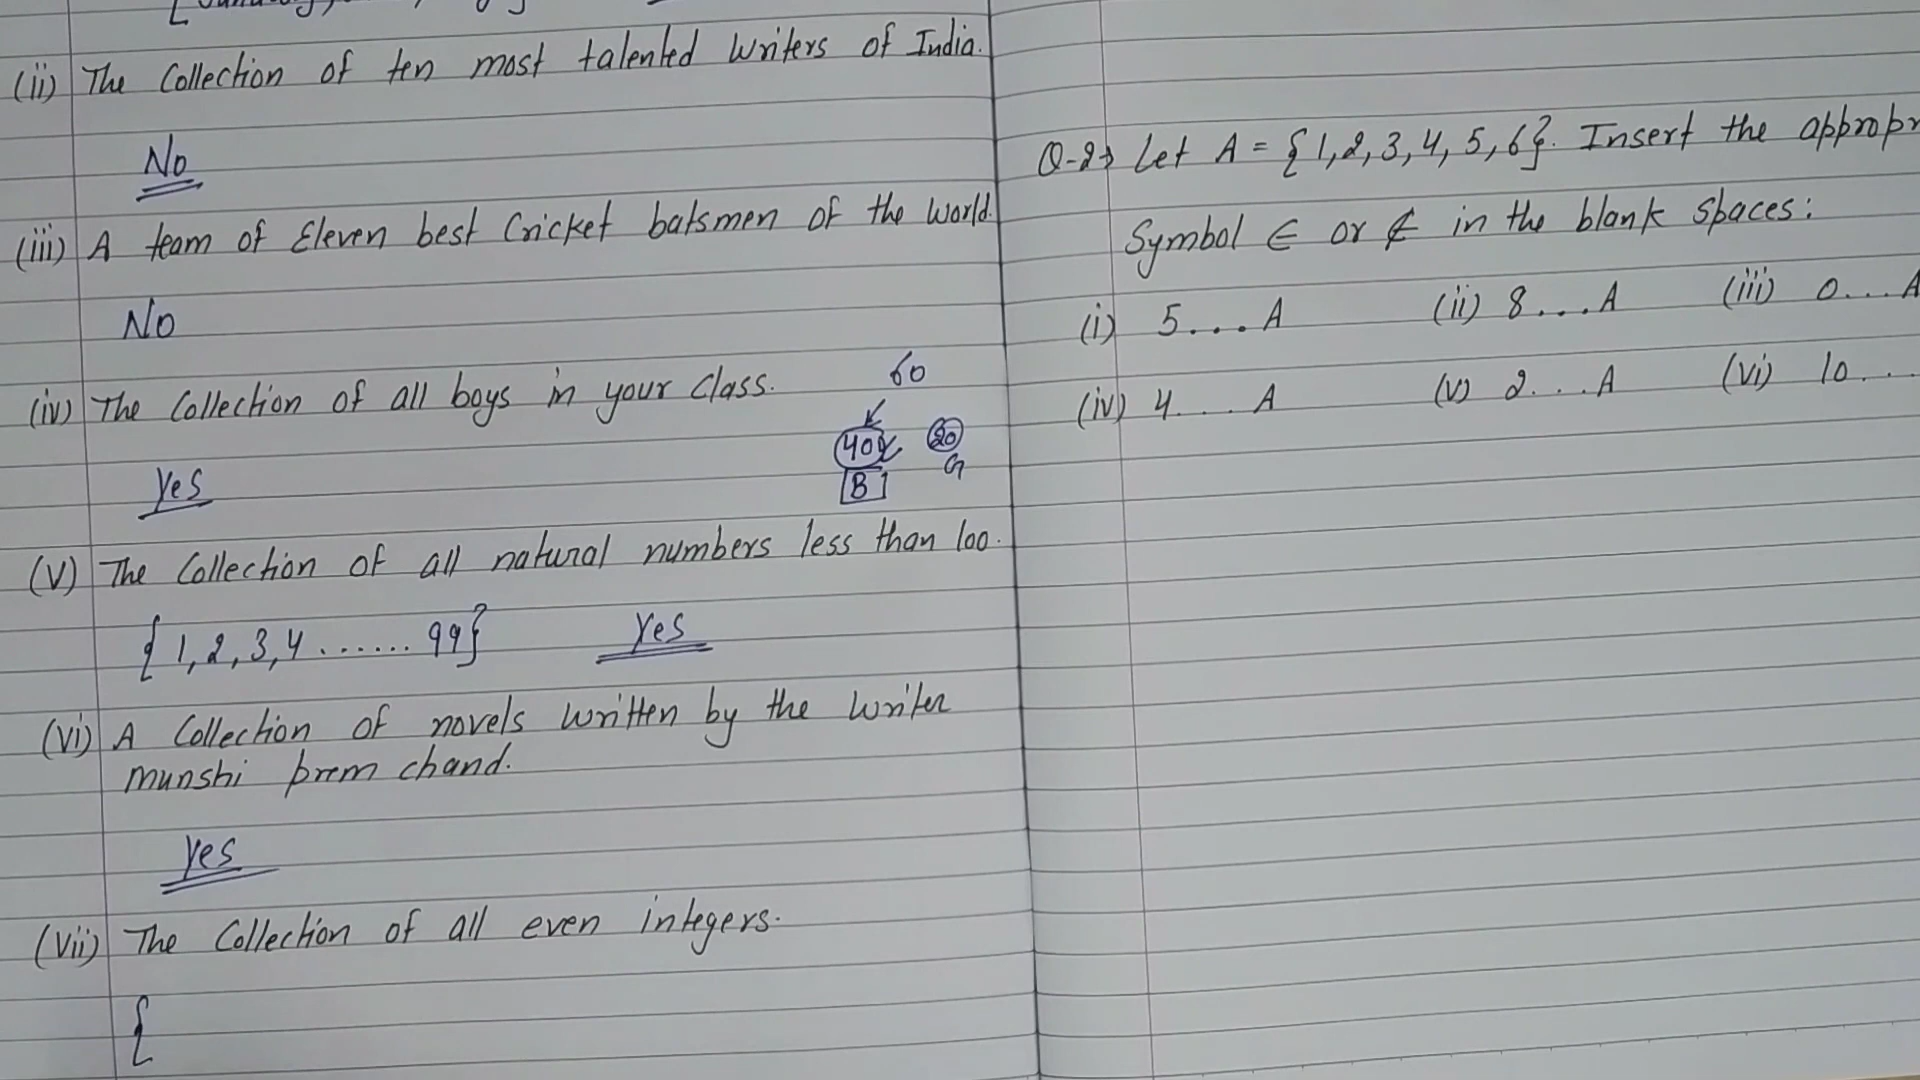 (ii) The Collection of ten most talented writers of India.
No
(iii) A team of Eleven best Cricket batsmen of the World.
No
(iv) The Collection of all boys in your Class.
60
40 20
B G
Yes
(v) The Collection of all natural numbers less than 100.
{1,2,3,4......99} Yes
(vi) A Collection of novels written by the writer
munshi prem chand.
Yes
(vii) The Collection of all even integers.
{
Q-2→ Let A = {1,2,3,4,5,6}. Insert the appropr
Symbol ∈ or ∉ in the blank spaces:
(i) 5...A (ii) 8...A (iii) 0...A
(iv) 4....A (v) 2...A (vi) 10...